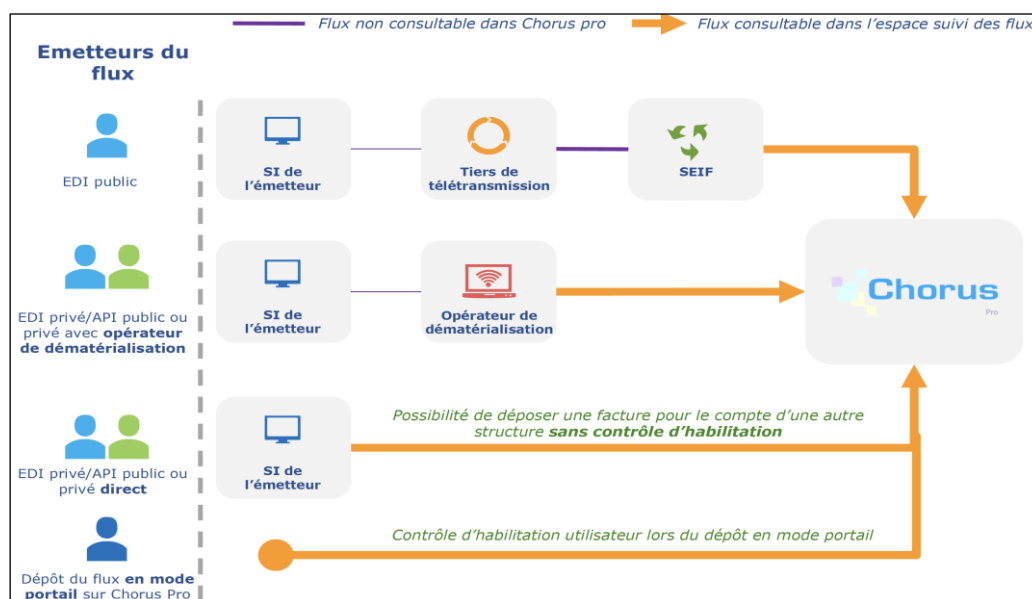 Flux non consultable dans Chorus pro
Flux consultable dans l'espace suivi des flux
Emetteurs du
flux
EDI public
SI de
l'émetteur
Tiers de
télétransmission
SEIF
EDI privé/API public ou
privé avec opérateur
de dématérialisation
SI de
l'émetteur
Opérateur de
dématérialisation
Chorus
Pro
EDI privé/API public ou
privé direct
SI de
l'émetteur
Possibilité de déposer une facture pour le compte d'une autre
structure sans contrôle d'habilitation
Dépôt du flux en mode
portail sur Chorus Pro
Contrôle d'habilitation utilisateur lors du dépôt en mode portail